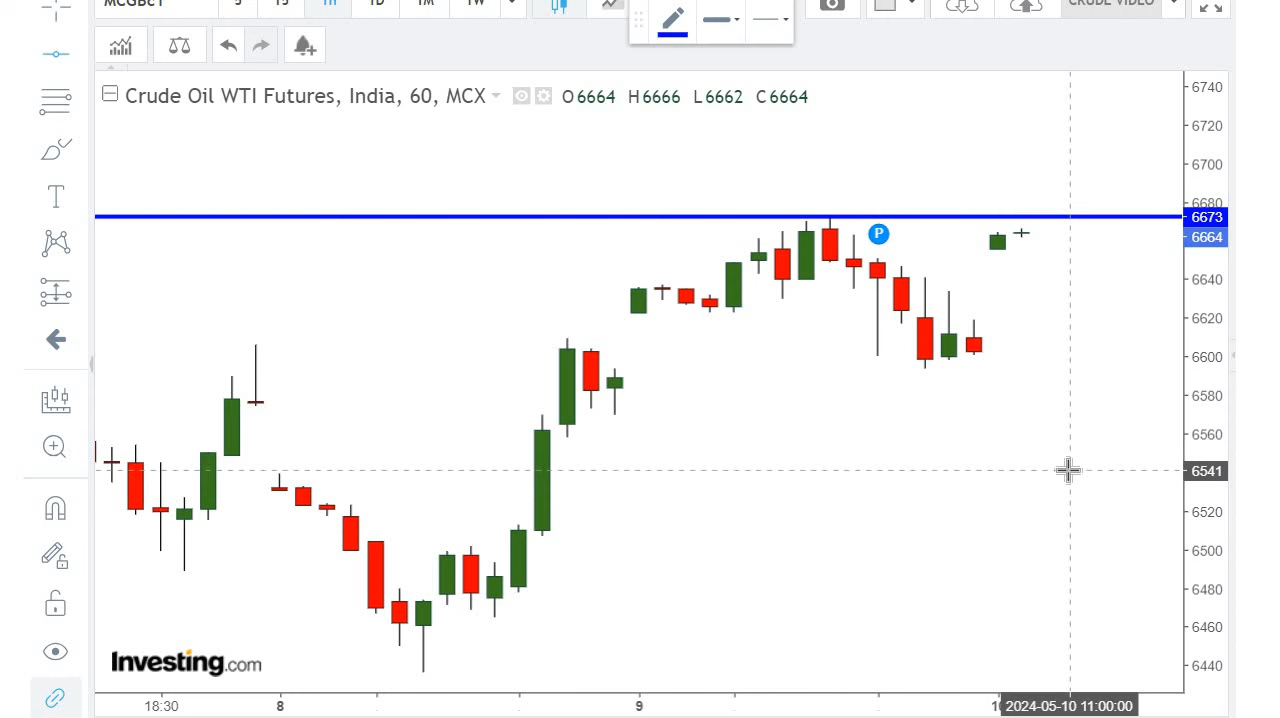 MCGBc1 5 15 1H 1D 1M 1W CRUDE VIDEO
Crude Oil WTI Futures, India, 60, MCX O6664 H6666 L6662 C6664
6740
6720
6700
6680
6673
6664
6640
6620
6600
6580
6560
6541
6520
6500
6480
6460
6440
P
T
Investing.com
18:30 8 9 2024-05-10 11:00:00